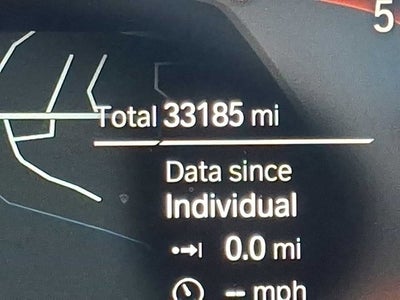 5
Total 33185 mi
Data since
Individual
0.0 mi
-- mph